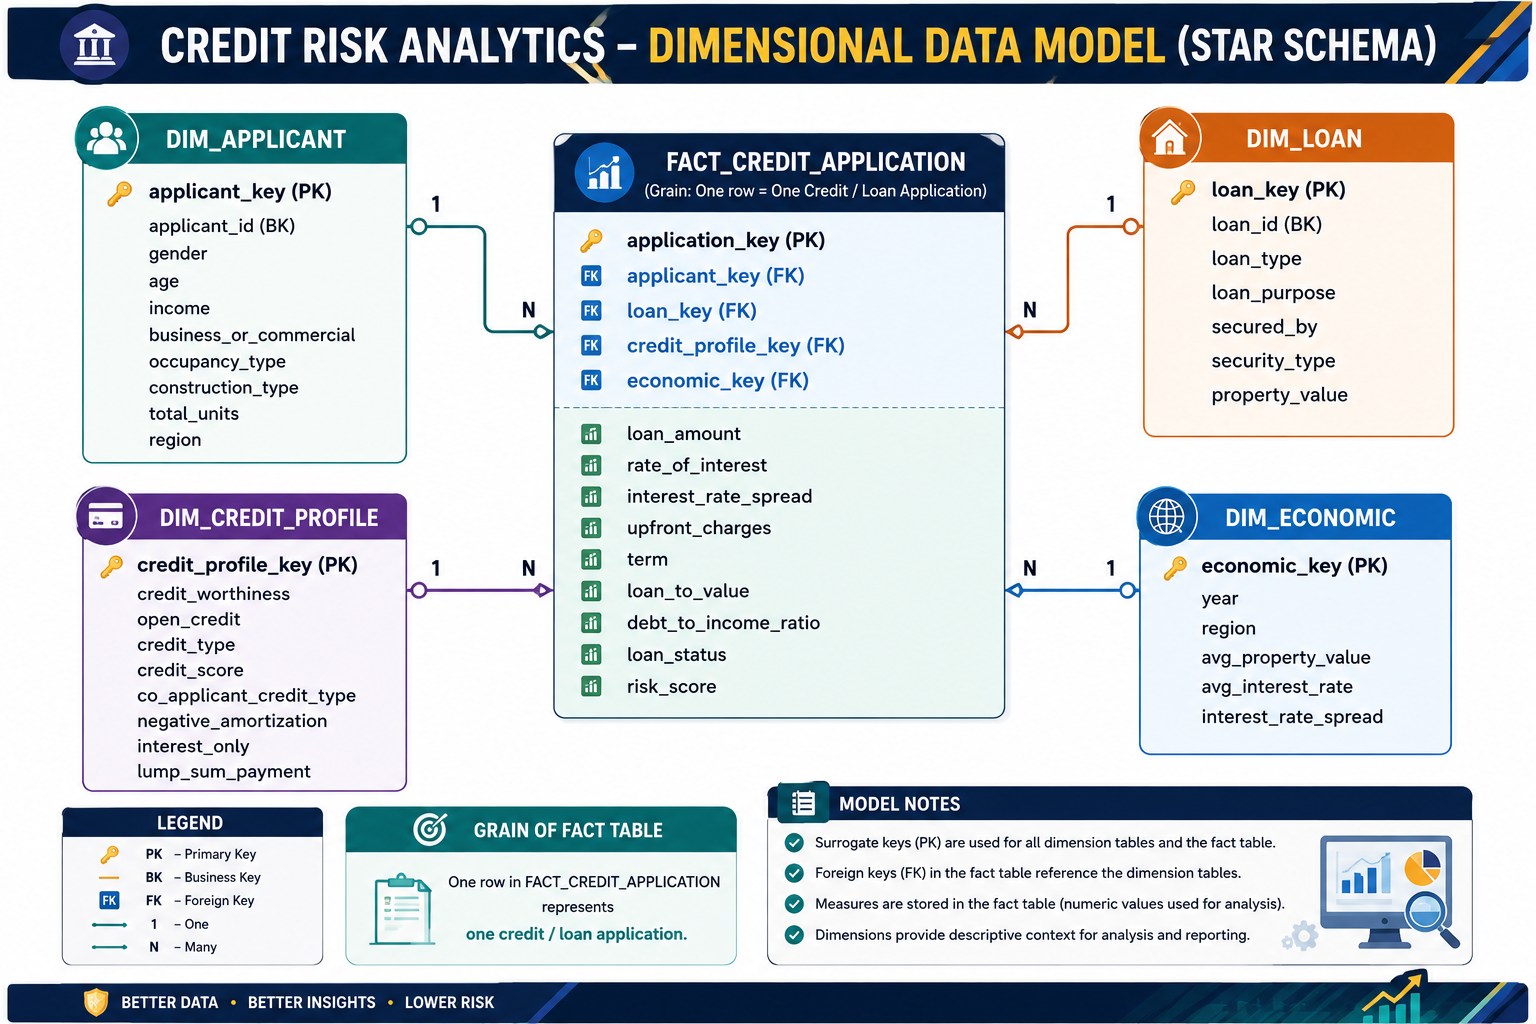 CREDIT RISK ANALYTICS – DIMENSIONAL DATA MODEL (STAR SCHEMA)
DIM_APPLICANT
applicant_key (PK)
applicant_id (BK)
gender
age
income
business_or_commercial
occupancy_type
construction_type
total_units
region
1
N
FACT_CREDIT_APPLICATION
(Grain: One row = One Credit / Loan Application)
application_key (PK)
FK applicant_key (FK)
FK loan_key (FK)
FK credit_profile_key (FK)
FK economic_key (FK)
loan_amount
rate_of_interest
interest_rate_spread
upfront_charges
term
loan_to_value
debt_to_income_ratio
loan_status
risk_score
1
N
DIM_LOAN
loan_key (PK)
loan_id (BK)
loan_type
loan_purpose
secured_by
security_type
property_value
DIM_CREDIT_PROFILE
credit_profile_key (PK)
credit_worthiness
open_credit
credit_type
credit_score
co_applicant_credit_type
negative_amortization
interest_only
lump_sum_payment
1
N
N
1
DIM_ECONOMIC
economic_key (PK)
year
region
avg_property_value
avg_interest_rate
interest_rate_spread
LEGEND
PK – Primary Key
BK – Business Key
FK FK – Foreign Key
1 – One
N – Many
GRAIN OF FACT TABLE
One row in FACT_CREDIT_APPLICATION
represents
one credit / loan application.
MODEL NOTES
Surrogate keys (PK) are used for all dimension tables and the fact table.
Foreign keys (FK) in the fact table reference the dimension tables.
Measures are stored in the fact table (numeric values used for analysis).
Dimensions provide descriptive context for analysis and reporting.
BETTER DATA • BETTER INSIGHTS • LOWER RISK